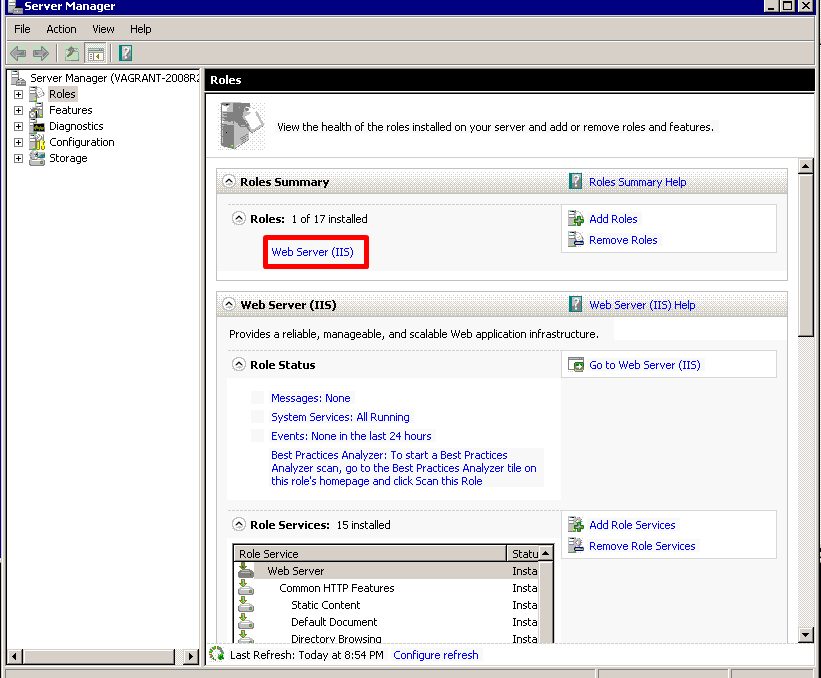 Server Manager
File Action View Help
Server Manager (VAGRANT-2008R2
Roles
Features
Diagnostics
Configuration
Storage
Roles
View the health of the roles installed on your server and add or remove roles and features.
Roles Summary
Roles Summary Help
Roles: 1 of 17 installed
Web Server (IIS)
Add Roles
Remove Roles
Web Server (IIS)
Web Server (IIS) Help
Provides a reliable, manageable, and scalable Web application infrastructure.
Role Status
Go to Web Server (IIS)
Messages: None
System Services: All Running
Events: None in the last 24 hours
Best Practices Analyzer: To start a Best Practices
Analyzer scan, go to the Best Practices Analyzer tile on
this role's homepage and click Scan this Role
Role Services: 15 installed
Add Role Services
Remove Role Services
Role Service Statu
Web Server Insta
Common HTTP Features Insta
Static Content Insta
Default Document Insta
Directory Browsing Insta
Last Refresh: Today at 8:54 PM Configure refresh